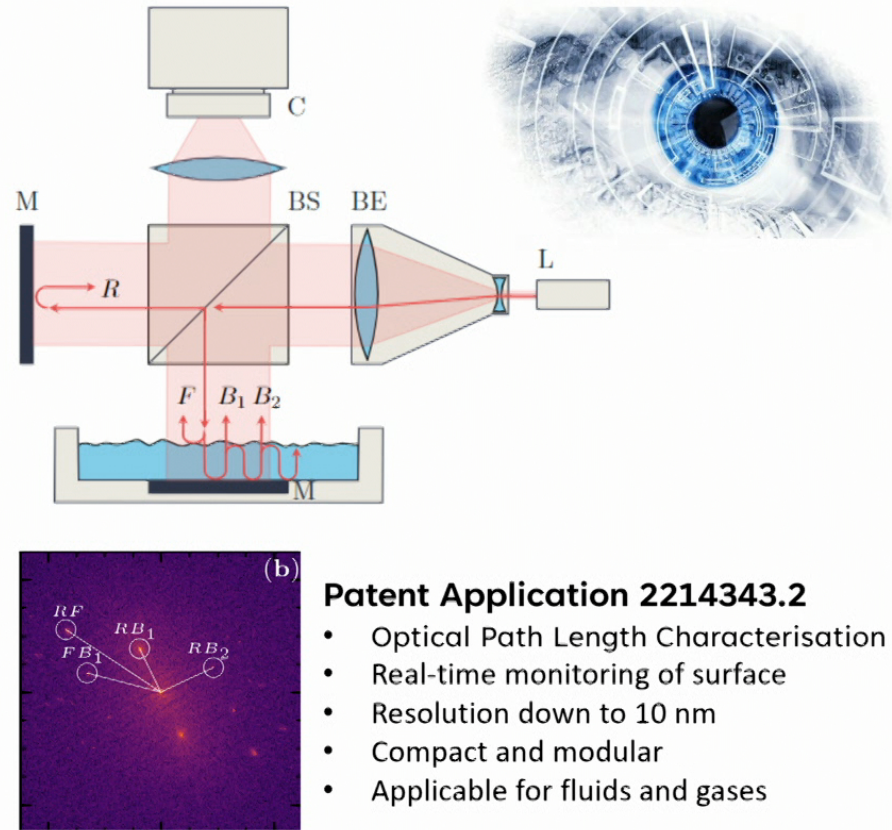 C
M
BS
BE
L
R
F
B₁
B₂
M
(b)
RF
RB₁
FB₁
RB₂
Patent Application 2214343.2
• Optical Path Length Characterisation
• Real-time monitoring of surface
• Resolution down to 10 nm
• Compact and modular
• Applicable for fluids and gases